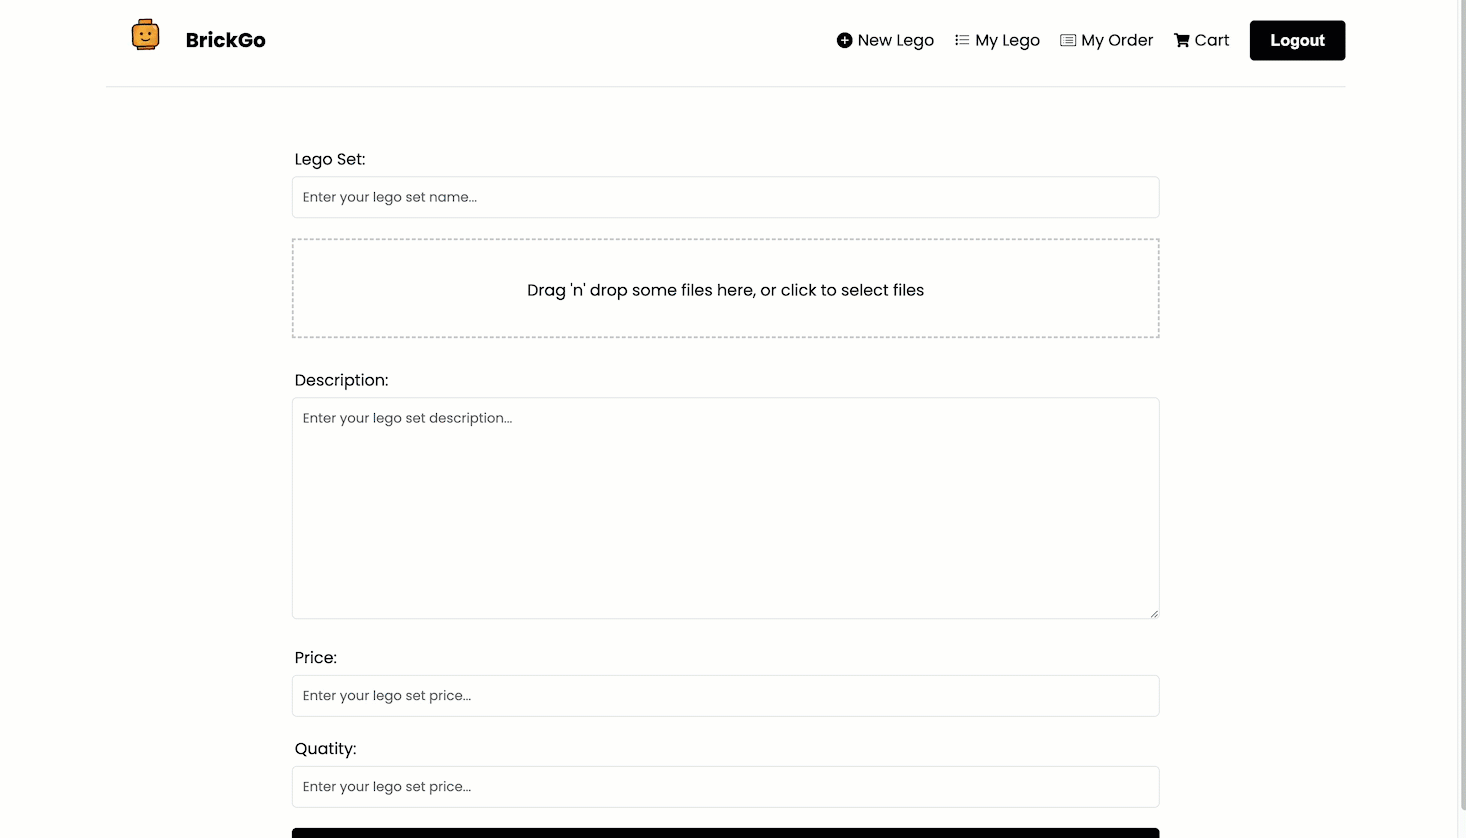 BrickGo
New Lego My Lego My Order Cart Logout
Lego Set:
Enter your lego set name...
Drag 'n' drop some files here, or click to select files
Description:
Enter your lego set description...
Price:
Enter your lego set price...
Quatity:
Enter your lego set price...